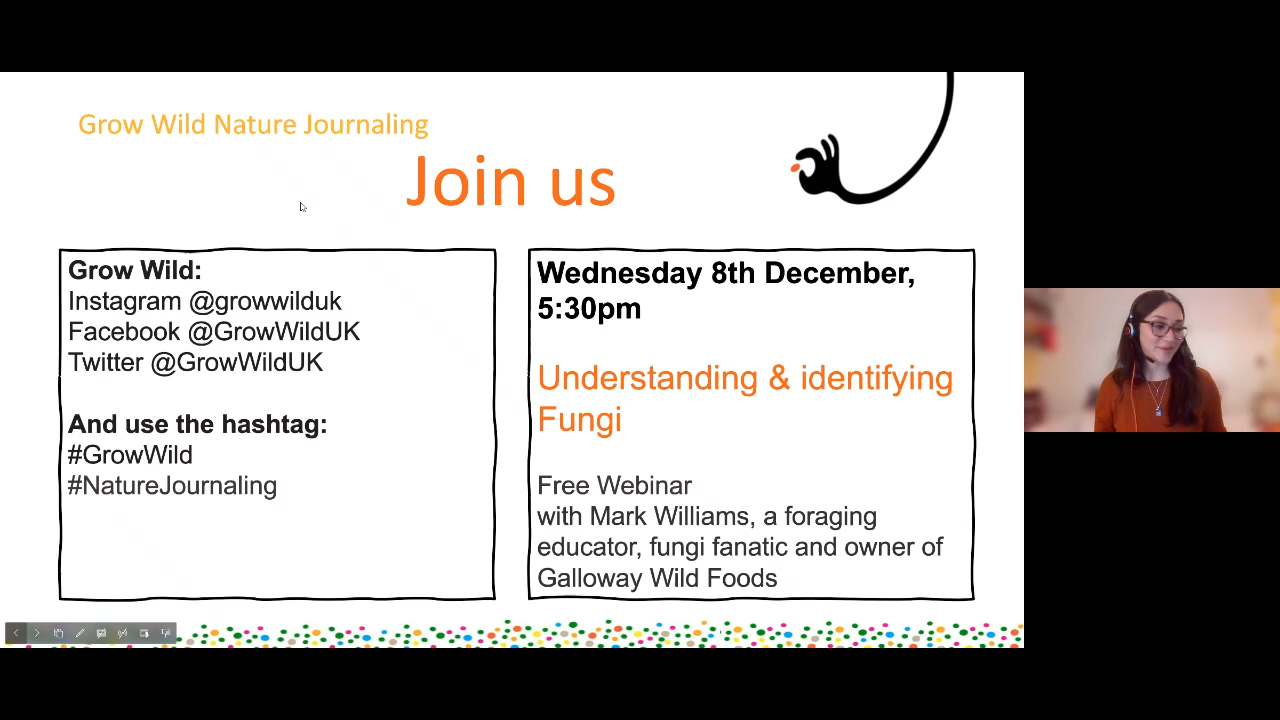 Grow Wild Nature Journaling
Join us
Grow Wild:
Instagram @growwilduk
Facebook @GrowWildUK
Twitter @GrowWildUK
And use the hashtag:
#GrowWild
#NatureJournaling
Wednesday 8th December,
5:30pm
Understanding & identifying
Fungi
Free Webinar
with Mark Williams, a foraging
educator, fungi fanatic and owner of
Galloway Wild Foods